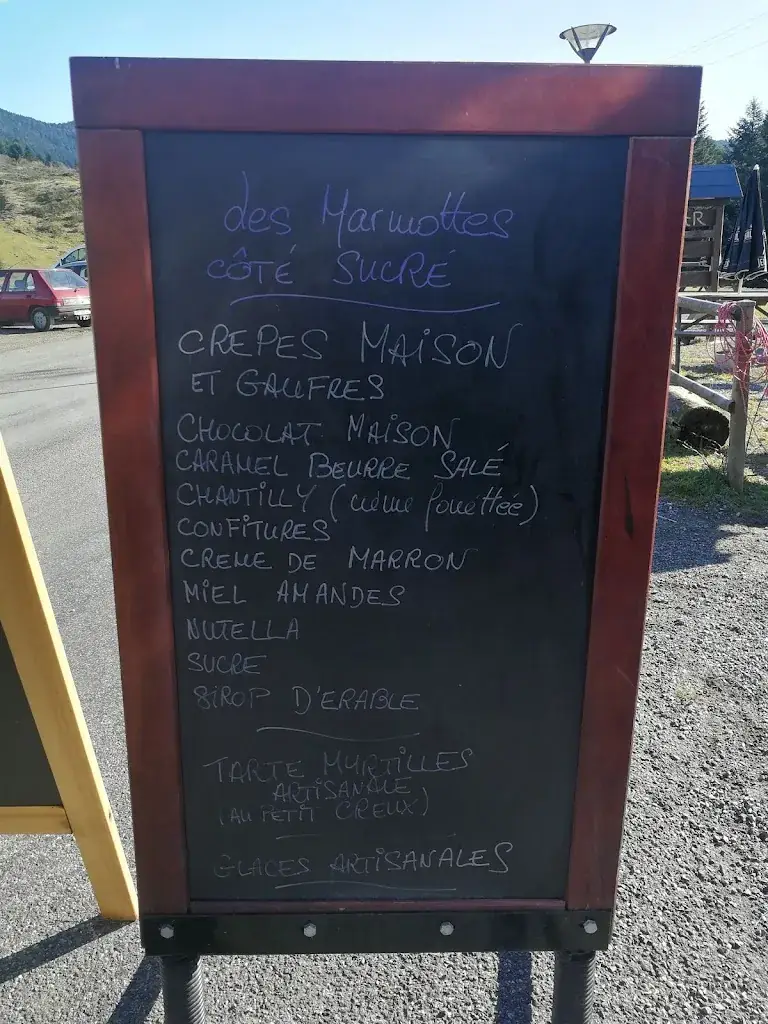 des Marmottes
CÔTÉ SUCRÉ
CREPES MAISON
ET GAUFRES
CHOCOLAT MAISON
CARAMEL BEURRE SALÉ
CHANTILLY (crème fouettée)
CONFITURES
CREME DE MARRON
MIEL AMANDES
NUTELLA
SUCRE
SIROP D'ERABLE
TARTE MYRTILLES
ARTISANALE
(AU PETIT CREUX)
GLACES ARTISANALES